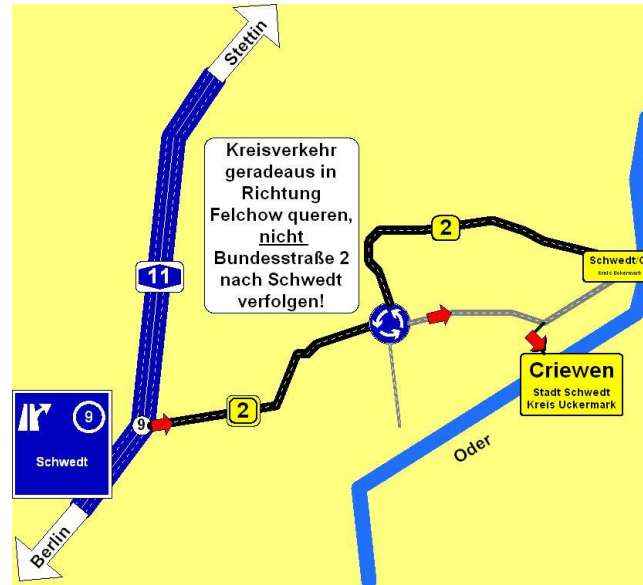 Stettin
Kreisverkehr
geradeaus in
Richtung
Felchow queren,
nicht
Bundesstraße 2
nach Schwedt
verfolgen!
2
Schwedt/O
Kreis Uckermark
11
Criewen
Stadt Schwedt
Kreis Uckermark
9
Schwedt
9
2
Oder
Berlin